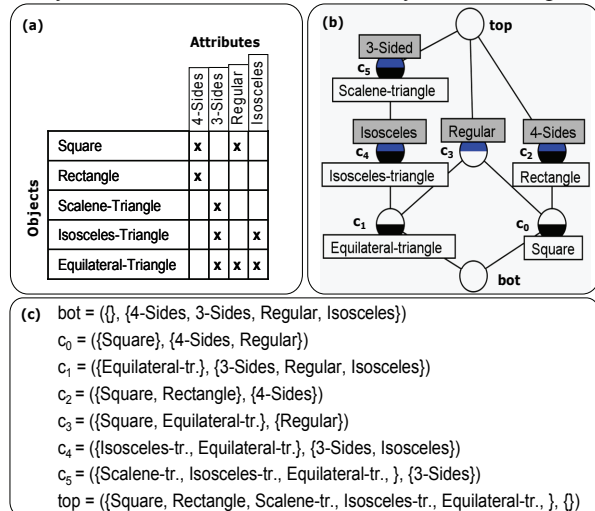 (a)
Attributes
4-Sides
3-Sides
Regular
Isosceles
Objects
Square x x
Rectangle x
Scalene-Triangle x
Isosceles-Triangle x x
Equilateral-Triangle x x x
(b)
top
3-Sided
c5
Scalene-triangle
Isosceles Regular 4-Sides
c4 c3 c2
Isosceles-triangle Rectangle
c1 c0
Equilateral-triangle Square
bot
(c) bot = ({}, {4-Sides, 3-Sides, Regular, Isosceles})
c0 = ({Square}, {4-Sides, Regular})
c1 = ({Equilateral-tr.}, {3-Sides, Regular, Isosceles})
c2 = ({Square, Rectangle}, {4-Sides})
c3 = ({Square, Equilateral-tr.}, {Regular})
c4 = ({Isosceles-tr., Equilateral-tr.}, {3-Sides, Isosceles})
c5 = ({Scalene-tr., Isosceles-tr., Equilateral-tr., }, {3-Sides})
top = ({Square, Rectangle, Scalene-tr., Isosceles-tr., Equilateral-tr., }, {})